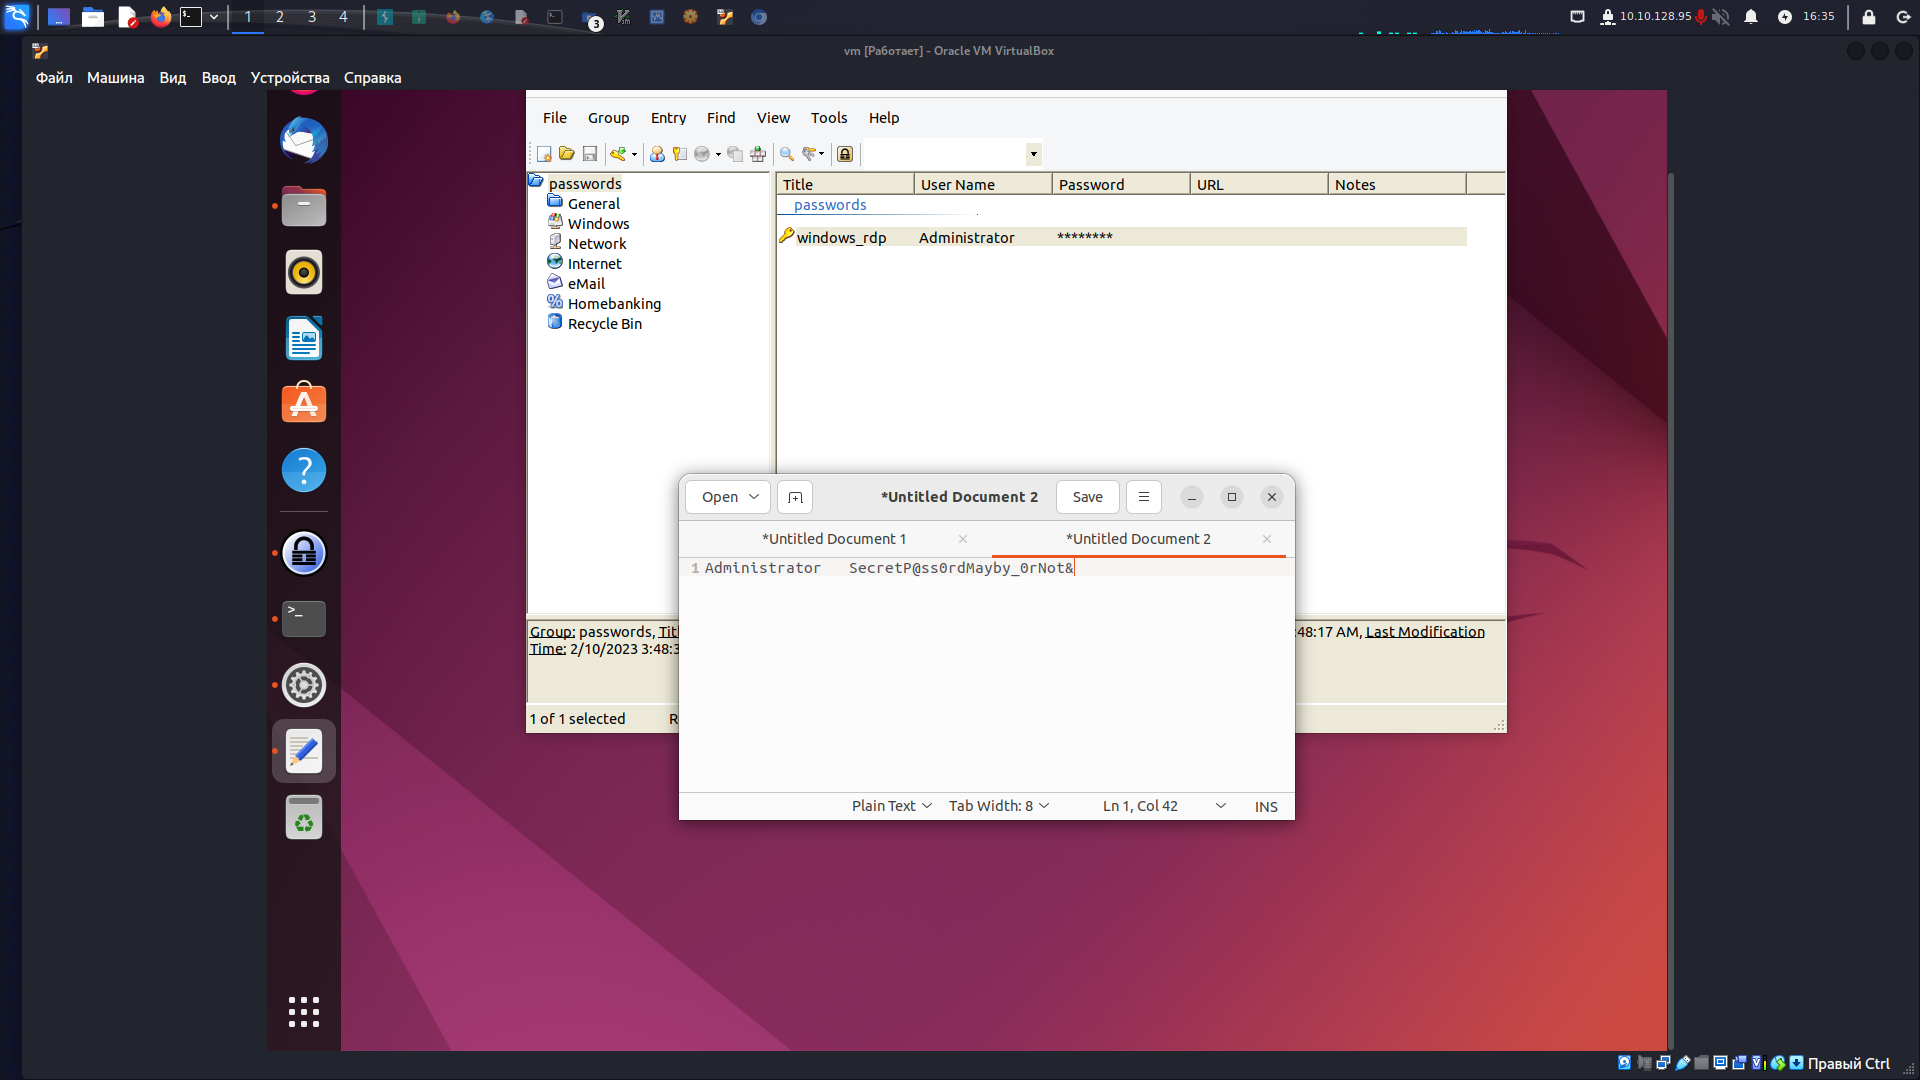 1 2 3 4
3
10.10.128.95
16:35
vm [Работает] - Oracle VM VirtualBox
Файл Машина Вид Ввод Устройства Справка
File Group Entry Find View Tools Help
passwords
General
Windows
Network
Internet
eMail
Homebanking
Recycle Bin
Title User Name Password URL Notes
passwords
windows_rdp Administrator ********
Open *Untitled Document 2 Save
*Untitled Document 1 *Untitled Document 2
1 Administrator SecretP@ss0rdMayby_0rNot&
Group: passwords, Titl :48:17 AM, Last Modification
Time: 2/10/2023 3:48:3
1 of 1 selected R
Plain Text Tab Width: 8 Ln 1, Col 42 INS
Правый Ctrl